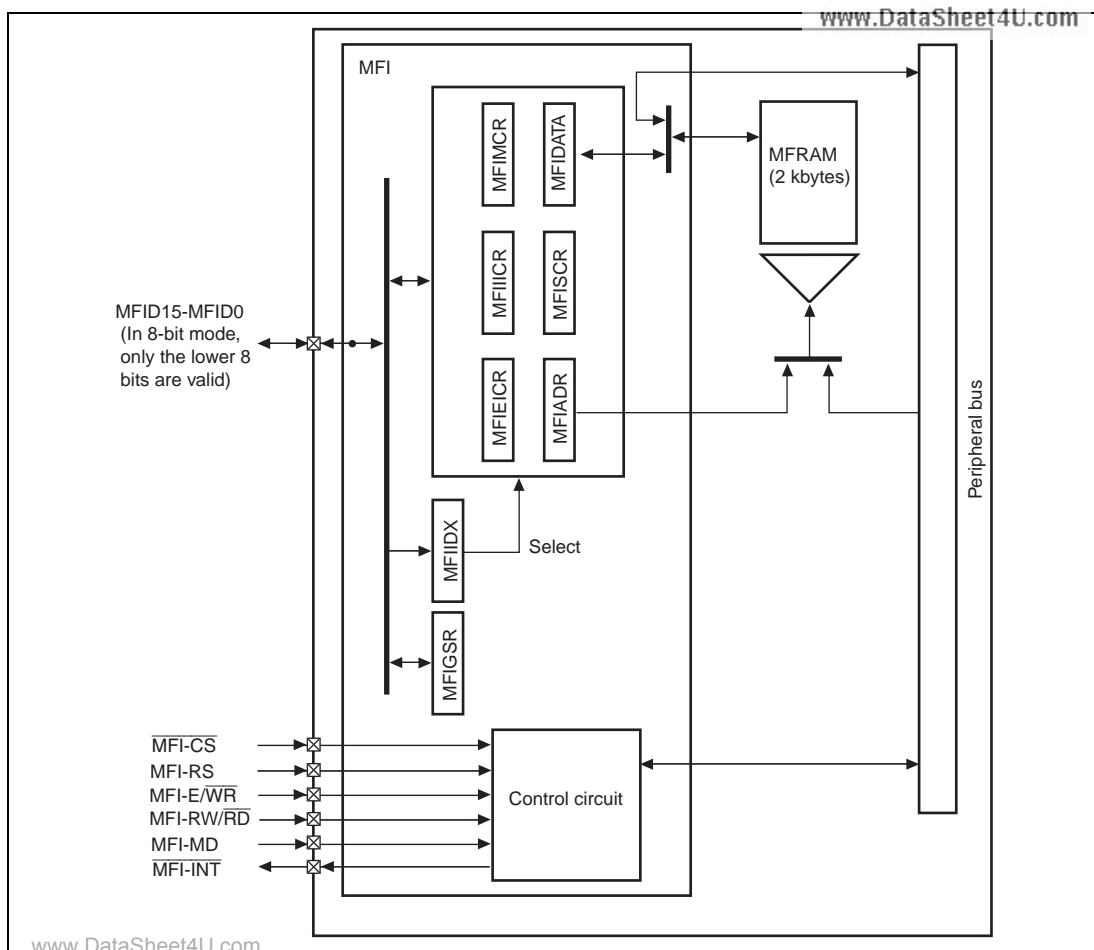 www.DataSheet4U.com
MFI
MFIMCR
MFIDATA
MFRAM
(2 kbytes)
MFIIICR
MFISCR
MFID15-MFID0
(In 8-bit mode,
only the lower 8
bits are valid)
MFIEICR
MFIADR
Peripheral bus
MFIIDX
Select
MFIGSR
MFI-CS
MFI-RS
MFI-E/WR
MFI-RW/RD
MFI-MD
MFI-INT
Control circuit
www.DataSheet4U.com